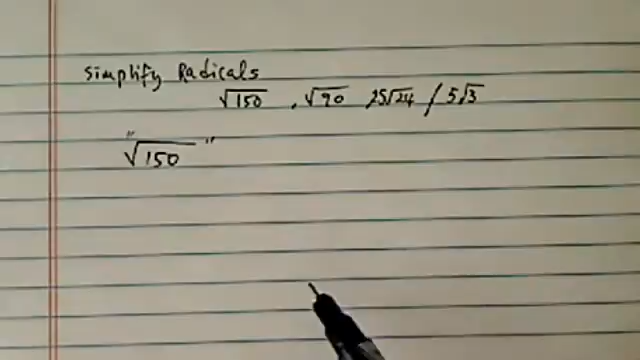 Simplify Radicals
√150 , √90 25√24 / 5√3
"√150"